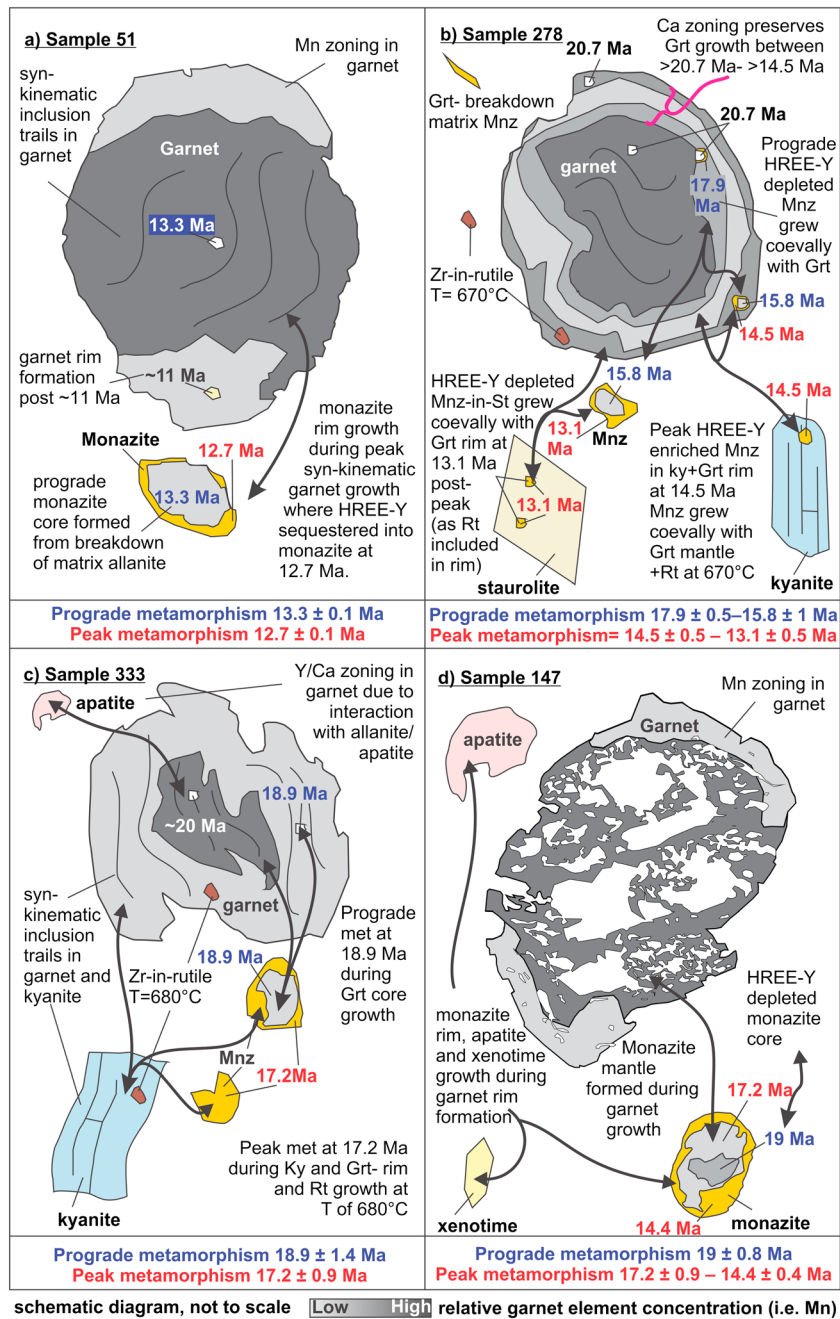 a) Sample 51
Mn zoning in
garnet
syn-
kinematic
inclusion
trails in
garnet
Garnet
13.3 Ma
garnet rim
formation
post ~11 Ma
~11 Ma
Monazite
12.7 Ma
13.3 Ma
prograde
monazite
core formed
from breakdown
of matrix allanite
monazite
rim growth
during peak
syn-kinematic
garnet growth
where HREE-Y
sequestered into
monazite at
12.7 Ma.
Prograde metamorphism 13.3 ± 0.1 Ma
Peak metamorphism 12.7 ± 0.1 Ma
b) Sample 278
20.7 Ma
Ca zoning preserves
Grt growth between
>20.7 Ma- >14.5 Ma
Grt- breakdown
matrix Mnz
20.7 Ma
garnet
17.9
Ma
Prograde
HREE-Y
depleted
Mnz
grew
coevally
with Grt
Zr-in-rutile
T= 670°C
15.8 Ma
14.5 Ma
15.8 Ma
HREE-Y depleted
Mnz-in-St grew
coevally with
Grt rim at
13.1 Ma
post-
peak
(as Rt
included
in rim)
13.1
Ma
Mnz
13.1 Ma
staurolite
14.5 Ma
Peak HREE-Y
enriched Mnz
in ky+Grt rim
at 14.5 Ma
Mnz grew
coevally with
Grt mantle
+Rt at 670°C
kyanite
Prograde metamorphism 17.9 ± 0.5–15.8 ± 1 Ma
Peak metamorphism= 14.5 ± 0.5 – 13.1 ± 0.5 Ma
c) Sample 333
apatite
Y/Ca zoning in
garnet due to
interaction
with allanite/
apatite
18.9 Ma
~20 Ma
garnet
syn-
kinematic
inclusion
trails in
garnet and
kyanite
Zr-in-rutile
T=680°C
18.9 Ma
Prograde
met at
18.9 Ma
during
Grt core
growth
Mnz
17.2Ma
Peak met at 17.2 Ma
during Ky and Grt- rim
and Rt growth at
T of 680°C
kyanite
Prograde metamorphism 18.9 ± 1.4 Ma
Peak metamorphism 17.2 ± 0.9 Ma
d) Sample 147
Mn zoning in
garnet
Garnet
apatite
HREE-Y
depleted
monazite
core
monazite
rim, apatite
and xenotime
growth during
garnet rim
formation
Monazite
mantle
formed during
garnet
growth
17.2 Ma
19 Ma
xenotime
14.4 Ma
monazite
Prograde metamorphism 19 ± 0.8 Ma
Peak metamorphism 17.2 ± 0.9 – 14.4 ± 0.4 Ma
schematic diagram, not to scale Low High relative garnet element concentration (i.e. Mn)